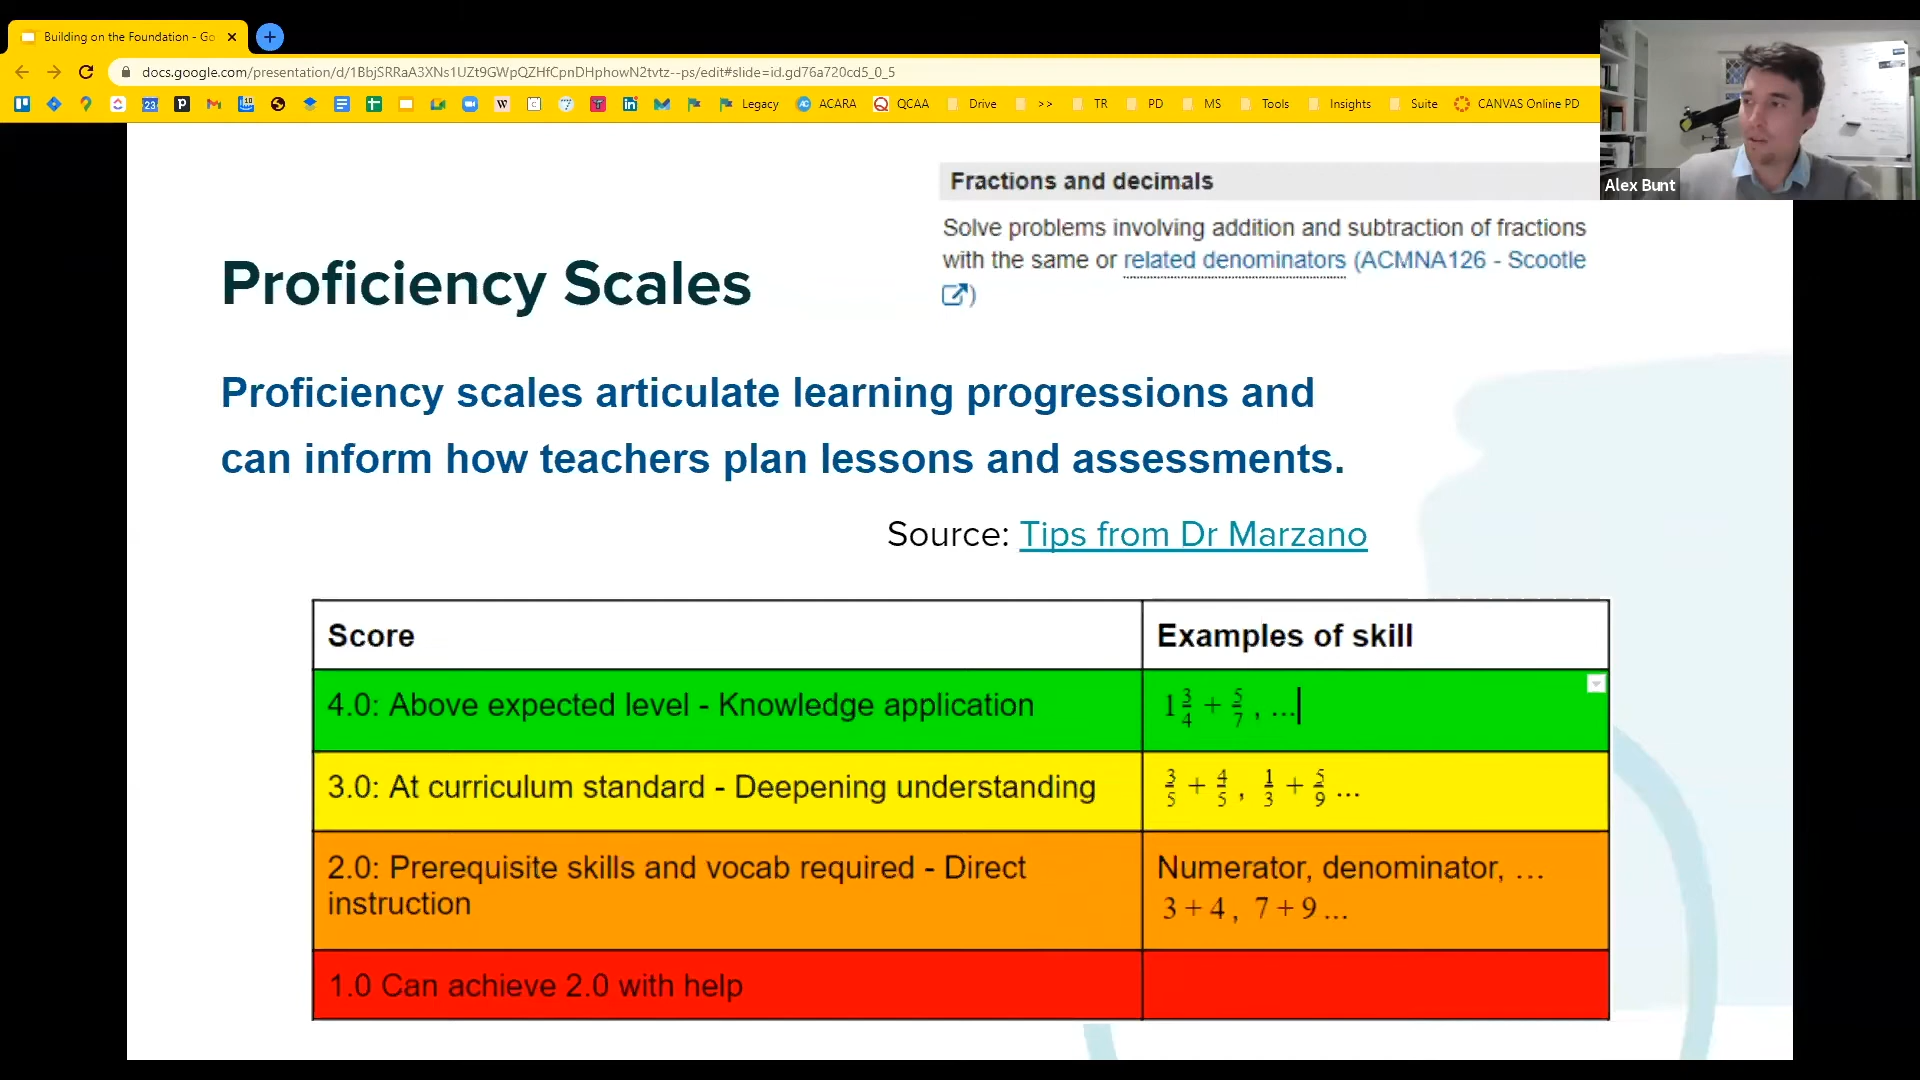 Building on the Foundation - Go
docs.google.com/presentation/d/1BbjSRRaA3XNs1UZt9GWpQZHfCpnDHphowN2tvtz--ps/edit#slide=id.gd76a720cd5_0_5
Legacy ACARA QCAA Drive >> TR PD MS Tools Insights Suite CANVAS Online PD
Alex Bunt
Fractions and decimals
Solve problems involving addition and subtraction of fractions
with the same or related denominators (ACMNA126 - Scootle
)
Proficiency Scales
Proficiency scales articulate learning progressions and
can inform how teachers plan lessons and assessments.
Source: Tips from Dr Marzano
Score Examples of skill
4.0: Above expected level - Knowledge application 1 3/4 + 5/7 , ...
3.0: At curriculum standard - Deepening understanding 3/5 + 4/5 , 1/3 + 5/9 ...
2.0: Prerequisite skills and vocab required - Direct
instruction
Numerator, denominator, …
3 + 4 , 7 + 9 ...
1.0 Can achieve 2.0 with help